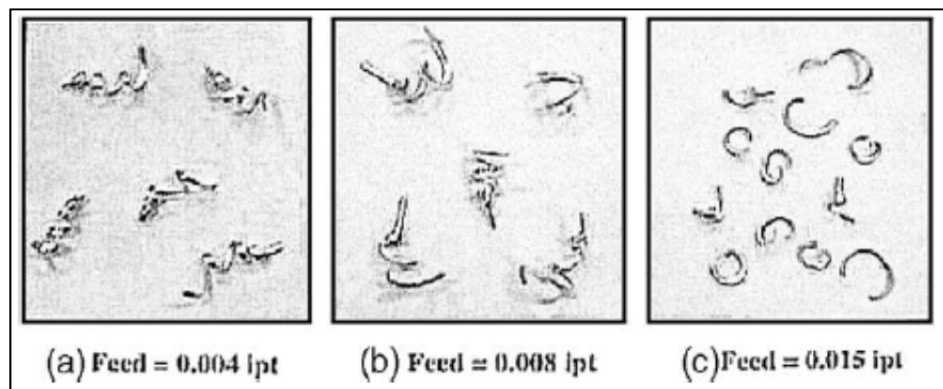 (a) Feed = 0.004 ipt
(b) Feed = 0.008 ipt
(c) Feed = 0.015 ipt